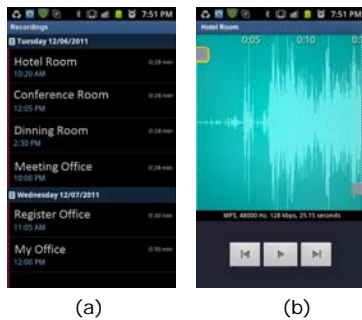 7:51 PM
Recordings
Tuesday 12/06/2011
Hotel Room
0:28 min
10:20 AM
Conference Room
0:28 min
12:05 PM
Dinning Room
0:28 min
2:30 PM
Meeting Office
0:28 min
10:00 PM
Wednesday 12/07/2011
Register Office
0:30 min
11:05 AM
My Office
0:30 min
12:00 PM
(a)
7:51 PM
Hotel Room
0:05 0:10
MP3, 48000 Hz, 128 kbps, 25.15 seconds
(b)